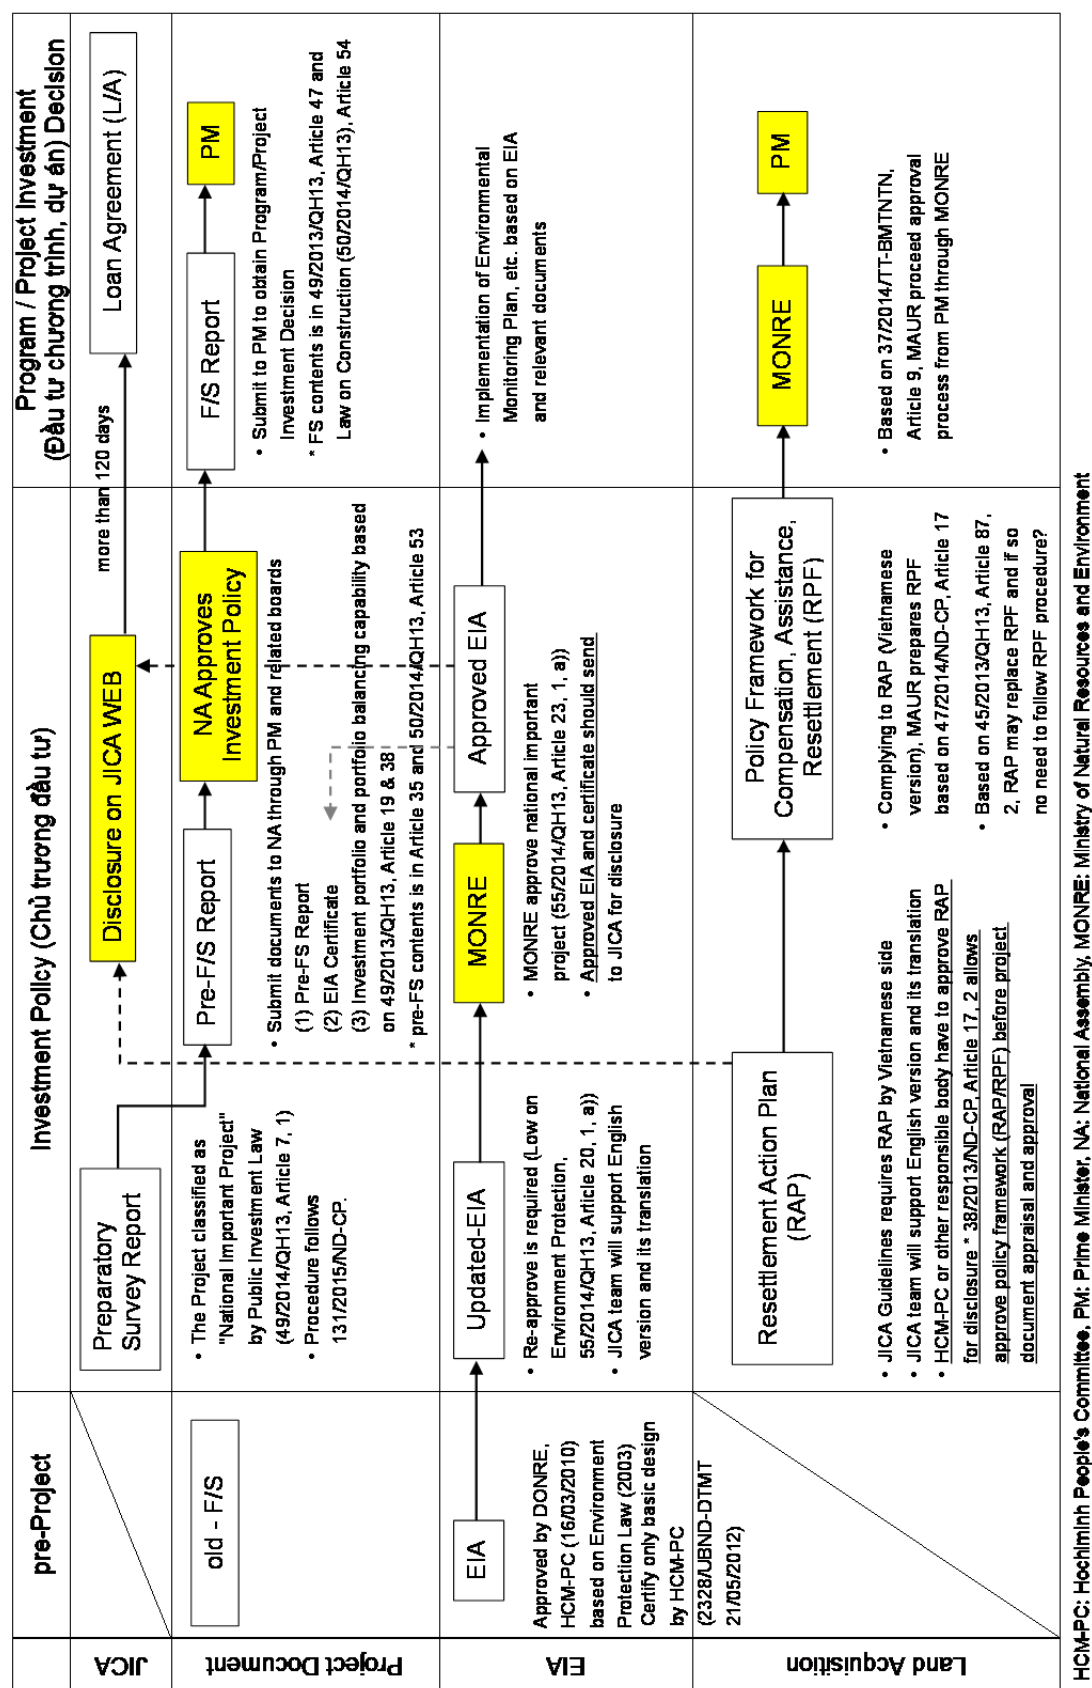 pre-Project
Investment Policy (Chủ trương đầu tư)
Program / Project Investment
(Đầu tư chương trình, dự án) Decision
JICA
Preparatory
Survey Report
Disclosure on JICA WEB
more than 120 days
Loan Agreement (L/A)
Project Document
old - F/S
• The Project classified as
"National Important Project"
by Public Investment Law
(49/2014/QH13, Article 7, 1)
• Procedure follows
131/2015/ND-CP.
Pre-F/S Report
NA Approves
Investment Policy
• Submit documents to NA through PM and related boards
(1) Pre-FS Report
(2) EIA Certificate
(3) Investment portfolio and portfolio balancing capability based
on 49/2013/QH13, Article 19 & 38
* pre-FS contents is in Article 35 and 50/2014/QH13, Article 53
F/S Report
PM
• Submit to PM to obtain Program/Project
Investment Decision
* FS contents is in 49/2013/QH13, Article 47 and
Law on Construction (50/2014/QH13), Article 54
EIA
EIA
Approved by DONRE,
HCM-PC (16/03/2010)
based on Environment
Protection Law (2003)
Certify only basic design
by HCM-PC
(2328/UBND-DTMT
21/05/2012)
Updated-EIA
• Re-approve is required (Low on
Environment Protection,
55/2014/QH13, Article 20, 1, a))
• JICA team will support English
version and its translation
MONRE
Approved EIA
• MONRE approve national important
project (55/2014/QH13, Article 23, 1, a))
• Approved EIA and certificate should send
to JICA for disclosure
• Implementation of Environmental
Monitoring Plan, etc. based on EIA
and relevant documents
Land Acquisition
Resettlement Action Plan
(RAP)
• JICA Guidelines requires RAP by Vietnamese side
• JICA team will support English version and its translation
• HCM-PC or other responsible body have to approve RAP
for disclosure * 38/2013/ND-CP, Article 17, 2 allows
approve policy framework (RAP/RPF) before project
document appraisal and approval
Policy Framework for
Compensation, Assistance,
Resettlement (RPF)
• Complying to RAP (Vietnamese
version), MAUR prepares RPF
based on 47/2014/ND-CP, Article 17
• Based on 45/2013/QH13, Article 87,
2, RAP may replace RPF and if so
no need to follow RPF procedure?
MONRE
PM
• Based on 37/2014/TT-BMTNTN,
Article 9, MAUR proceed approval
process from PM through MONRE
HCM-PC: Hochiminh People's Committee, PM: Prime Minister, NA: National Assembly, MONRE: Ministry of Natural Resources and Environment